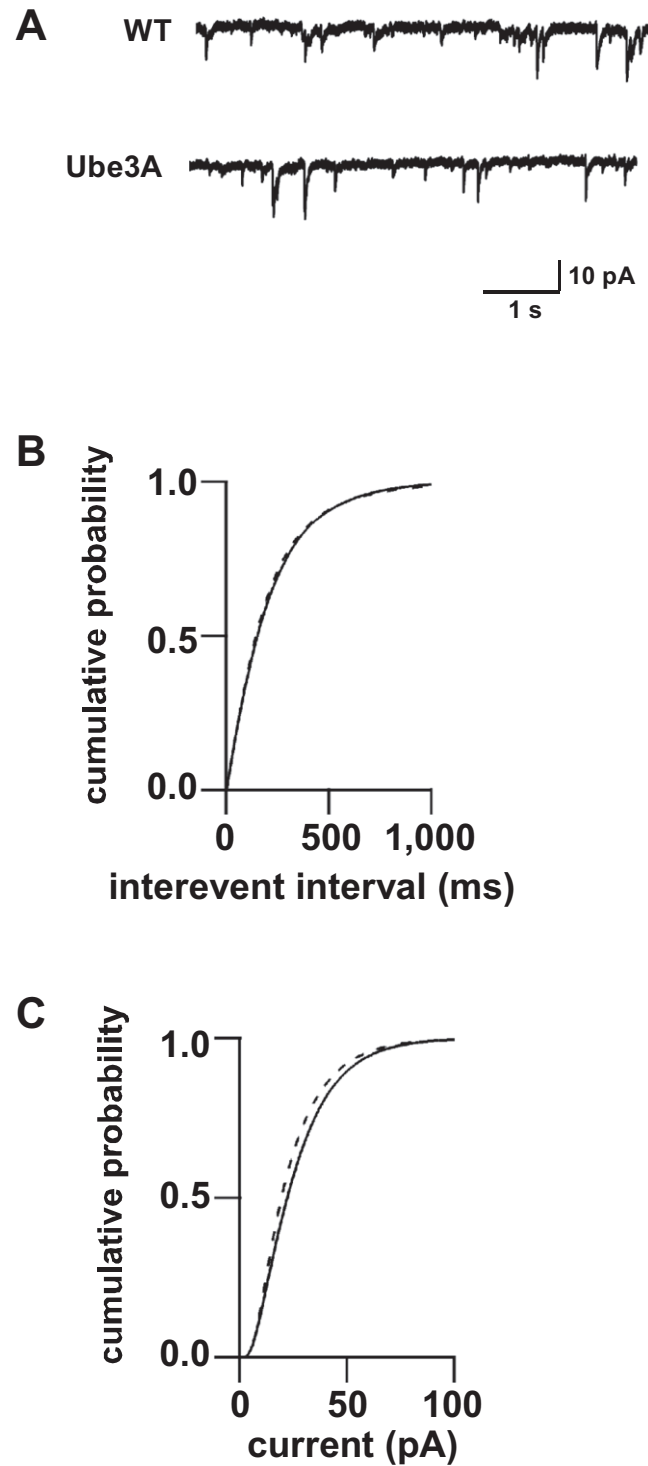 A
WT
Ube3A
10 pA
1 s
B
cumulative probability
1.0
0.5
0.0
0 500 1,000
interevent interval (ms)
C
cumulative probability
1.0
0.5
0.0
0 50 100
current (pA)